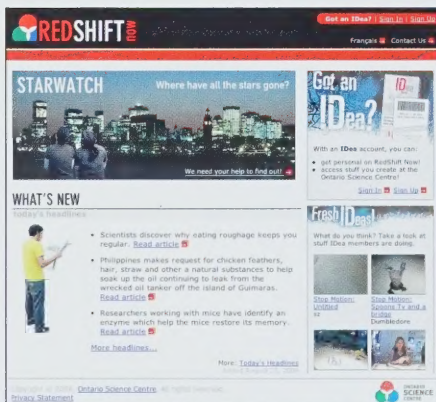 REDSHIFT now
Got an IDea? | Sign In | Sign Up
Français Contact Us
STARWATCH
Where have all the stars gone?
We need your help to find out!
Got an
IDea?
With an IDea account, you can:
• get personal on RedShift Now!
• access stuff you create at the
Ontario Science Centre!
Sign In Sign Up
WHAT'S NEW
today's headlines
• Scientists discover why eating roughage keeps you
regular. Read article
• Philippines makes request for chicken feathers,
hair, straw and other a natural substances to help
soak up the oil continuing to leak from the
wrecked oil tanker off the island of Guimaras.
Read article
• Researchers working with mice have identify an
enzyme which help the mice restore its memory.
Read article
More headlines...
More: Today's Headlines
Fresh IDeas!
What do you think? Take a look at
stuff IDea members are doing.
Stop Motion:
Untitled
ss
Stop Motion:
Spoons Tv and a
bridge
Dumbledore
Ontario Science Centre.
Privacy Statement
ONTARIO
SCIENCE
CENTRE